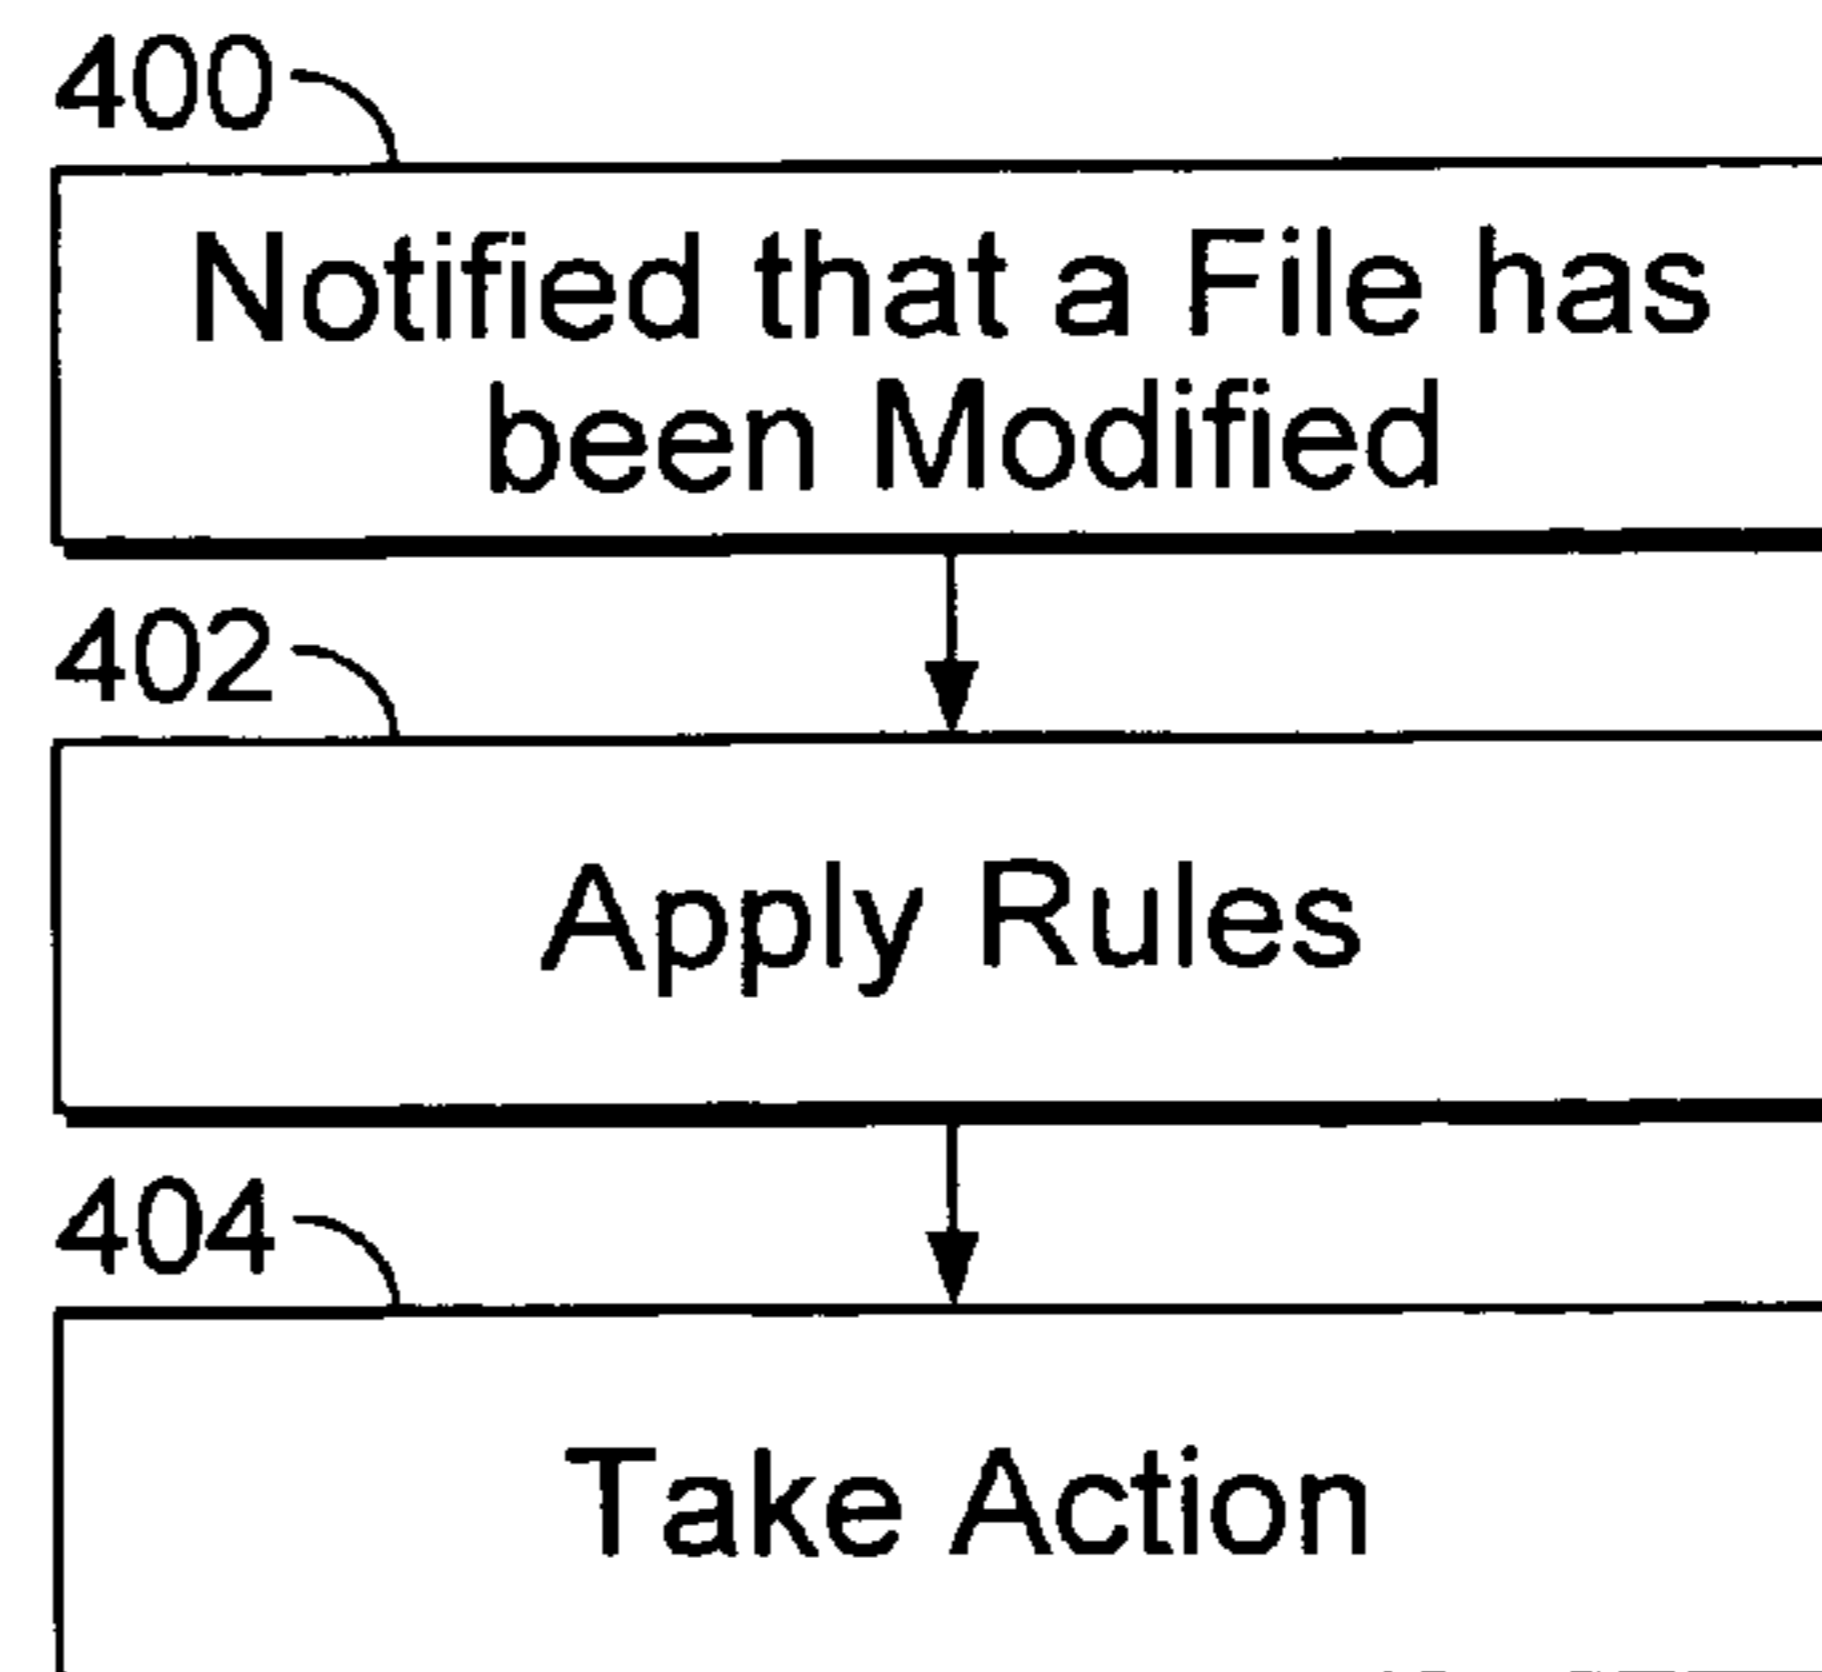 400
Notified that a File has
been Modified
402
Apply Rules
404
Take Action